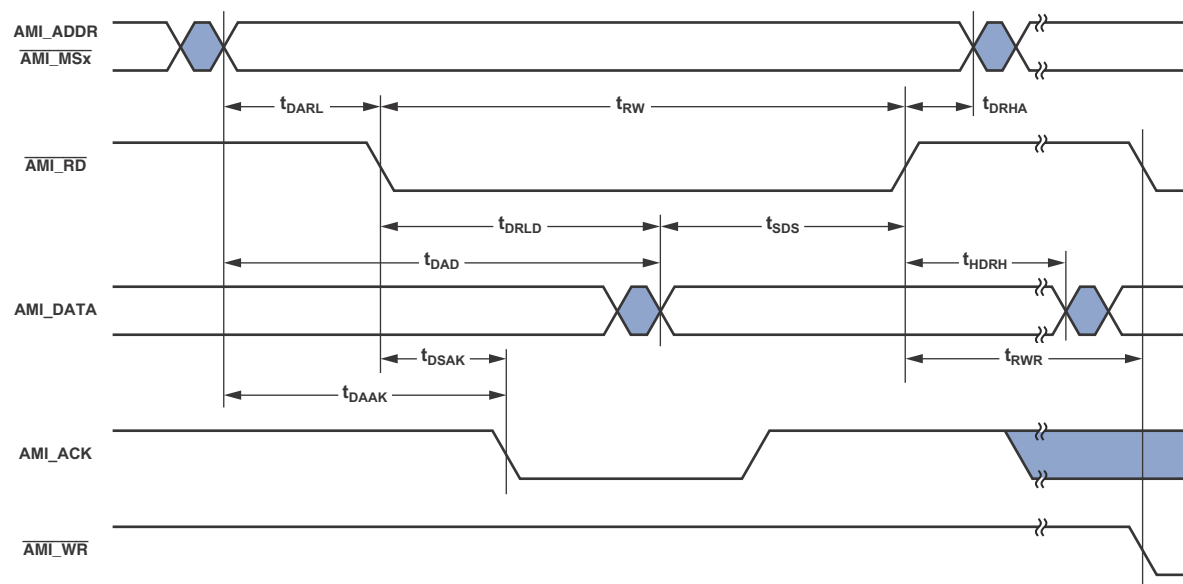 AMI_ADDR
AMI_MSx
tDARL
tRW
tDRHA
AMI_RD
tDRLD
tSDS
tDAD
tHDRH
AMI_DATA
tDSAK
tRWR
tDAAK
AMI_ACK
AMI_WR